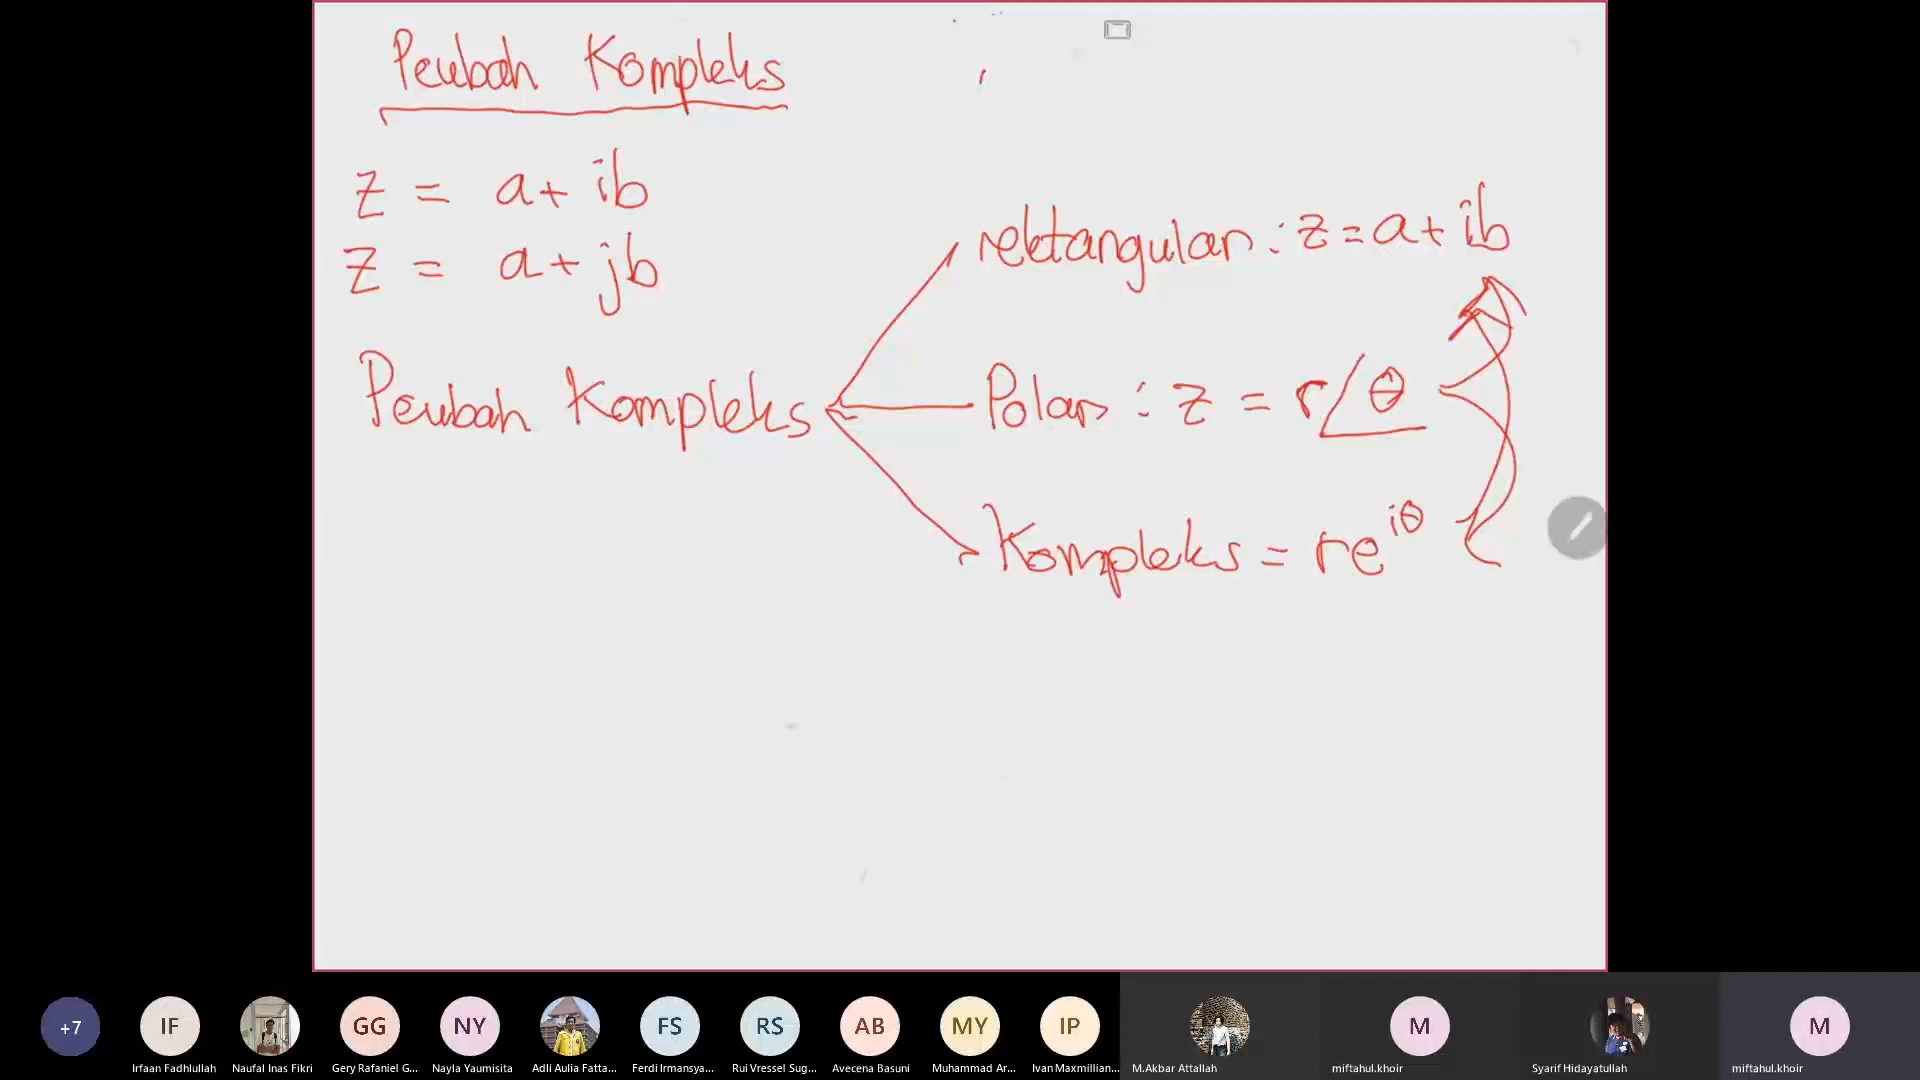 Peubah Kompleks
z = a + ib
z = a + jb
Peubah Kompleks
rektangular : z = a + ib
Polar : z = r∠θ
Kompleks = re^{iθ}
+7
IF
GG
NY
FS
RS
AB
MY
IP
M
M
Irfaan Fadhlullah
Naufal Inas Fikri
Gery Rafaniel G...
Nayla Yaumisita
Adli Aulia Fatta...
Ferdi Irmansya...
Rui Vressel Sug...
Avecena Basuni
Muhammad Ar...
Ivan Maxmillian...
M.Akbar Attallah
miftahul.khoir
Syarif Hidayatullah
miftahul.khoir